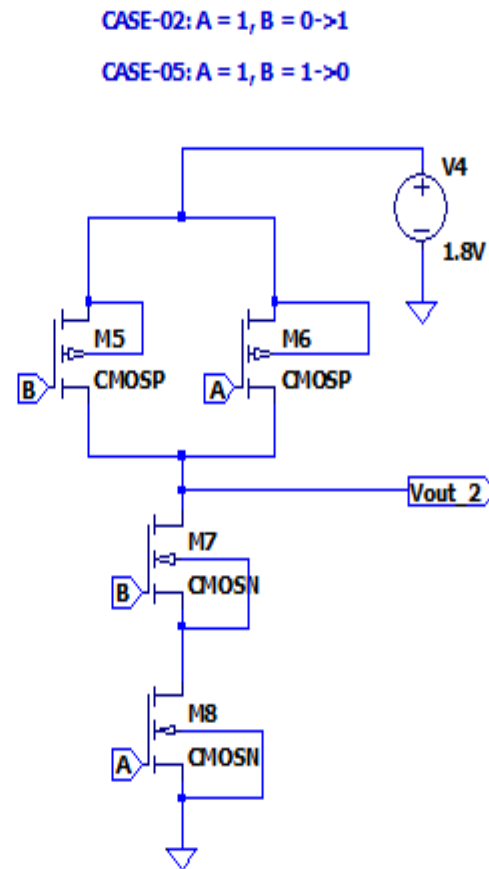 CASE-02: A = 1, B = 0->1
CASE-05: A = 1, B = 1->0
V4
+
−
1.8V
M5
CMOSP
B
M6
CMOSP
A
Vout_2
M7
CMOSN
B
M8
CMOSN
A